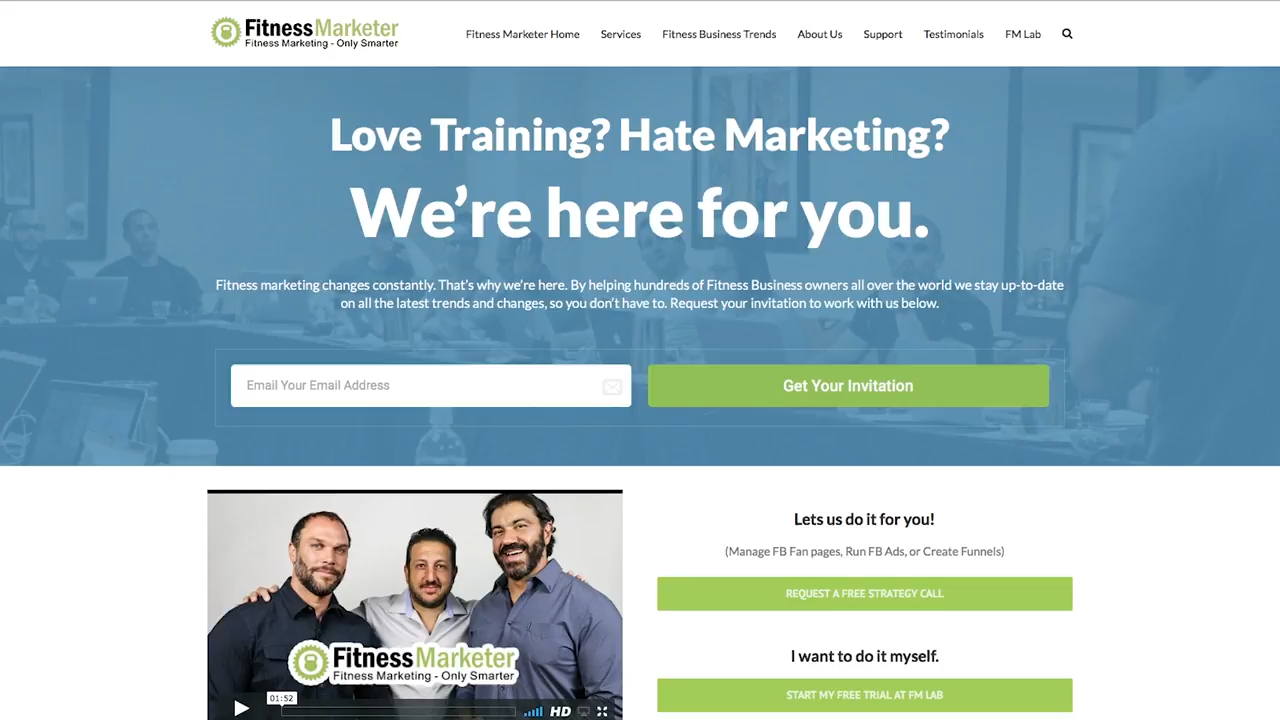 FitnessMarketer
Fitness Marketing - Only Smarter
Fitness Marketer Home Services Fitness Business Trends About Us Support Testimonials FM Lab
Love Training? Hate Marketing?
We're here for you.
Fitness marketing changes constantly. That's why we're here. By helping hundreds of Fitness Business owners all over the world we stay up-to-date
on all the latest trends and changes, so you don't have to. Request your invitation to work with us below.
Email Your Email Address
Get Your Invitation
FitnessMarketer
Fitness Marketing - Only Smarter
01:52
HD
Lets us do it for you!
(Manage FB Fan pages, Run FB Ads, or Create Funnels)
REQUEST A FREE STRATEGY CALL
I want to do it myself.
START MY FREE TRIAL AT FM LAB